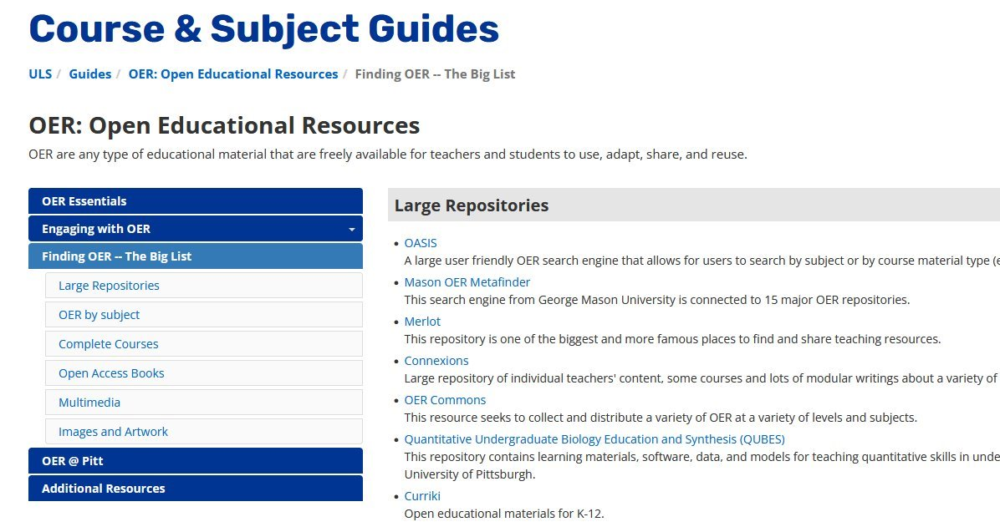 Course & Subject Guides
ULS / Guides / OER: Open Educational Resources / Finding OER -- The Big List
OER: Open Educational Resources
OER are any type of educational material that are freely available for teachers and students to use, adapt, share, and reuse.
OER Essentials
Engaging with OER
Finding OER -- The Big List
Large Repositories
OER by subject
Complete Courses
Open Access Books
Multimedia
Images and Artwork
OER @ Pitt
Additional Resources
Large Repositories
• OASIS
A large user friendly OER search engine that allows for users to search by subject or by course material type (e
• Mason OER Metafinder
This search engine from George Mason University is connected to 15 major OER repositories.
• Merlot
This repository is one of the biggest and more famous places to find and share teaching resources.
• Connexions
Large repository of individual teachers' content, some courses and lots of modular writings about a variety of
• OER Commons
This resource seeks to collect and distribute a variety of OER at a variety of levels and subjects.
• Quantitative Undergraduate Biology Education and Synthesis (QUBES)
This repository contains learning materials, software, data, and models for teaching quantitative skills in unde
University of Pittsburgh.
• Curriki
Open educational materials for K-12.